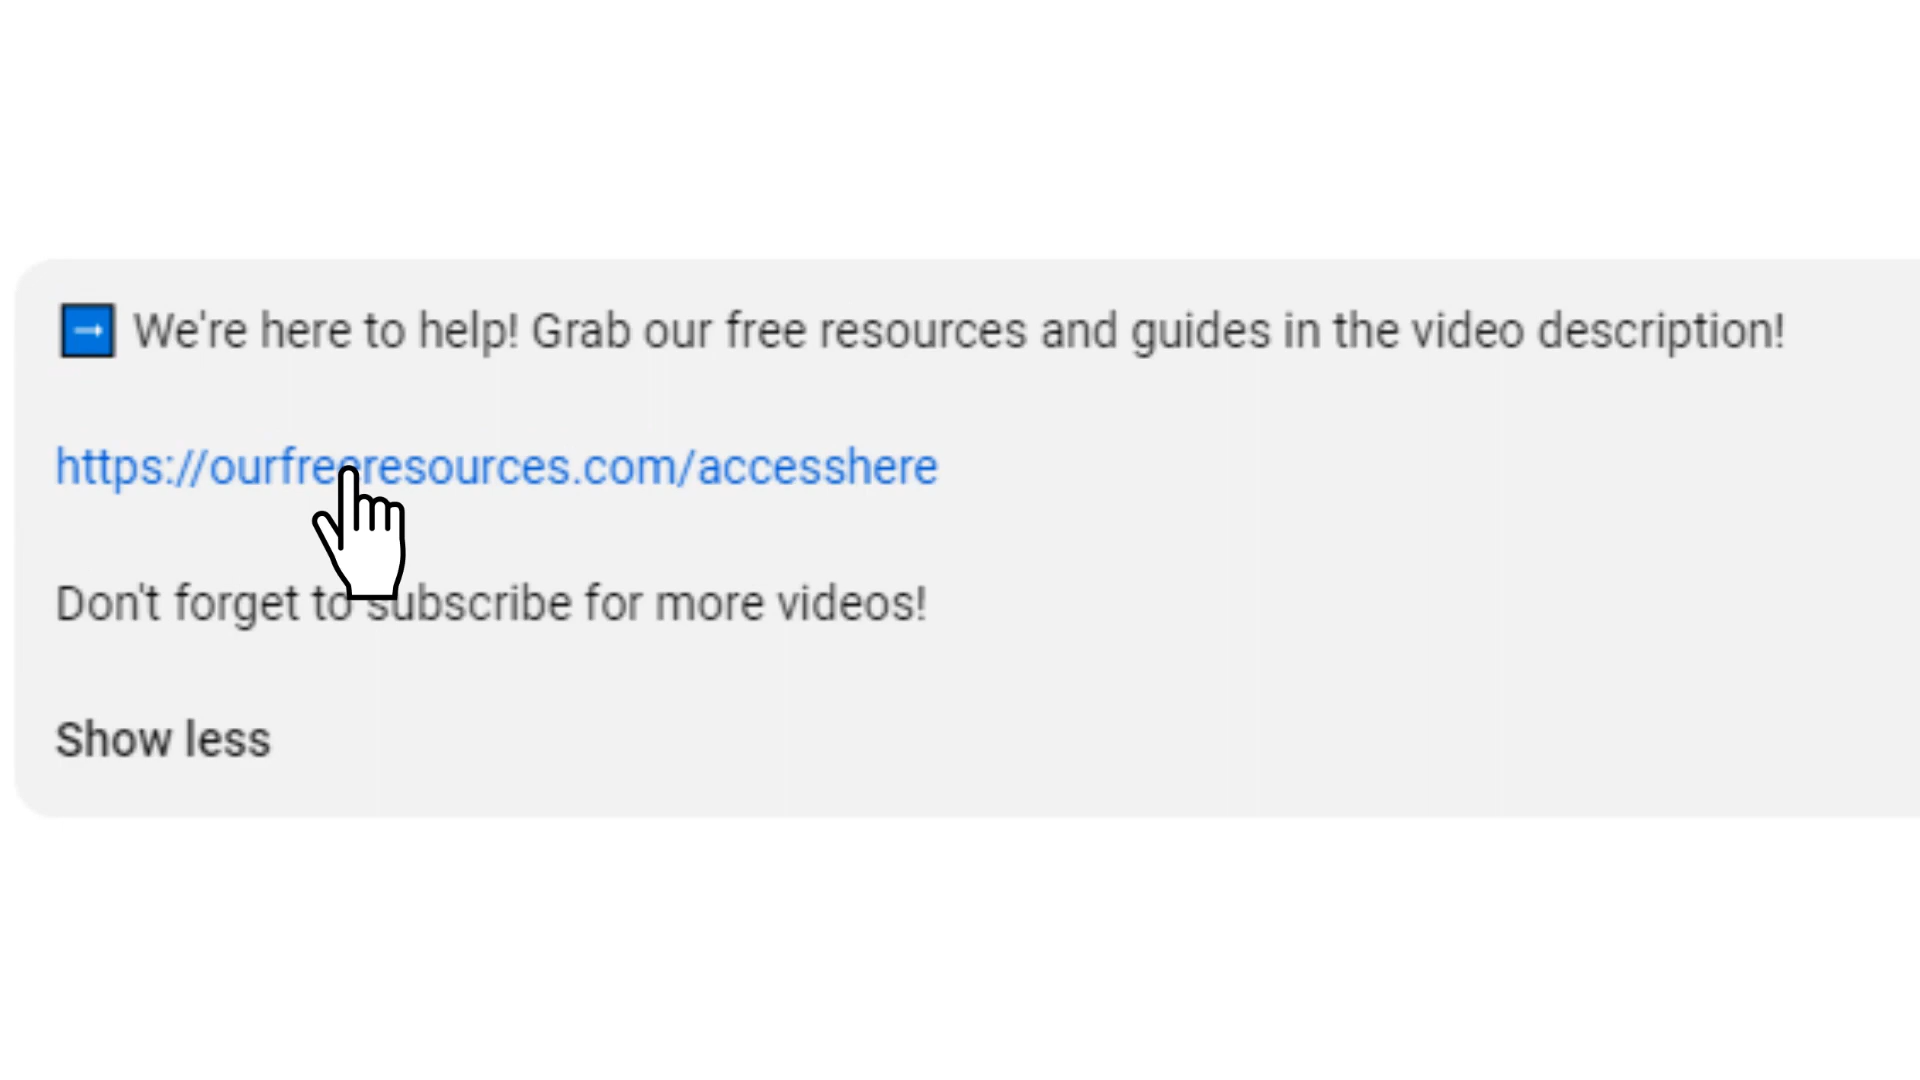 ➡ We're here to help! Grab our free resources and guides in the video description!
https://ourfreeresources.com/accesshere
Don't forget to subscribe for more videos!
Show less